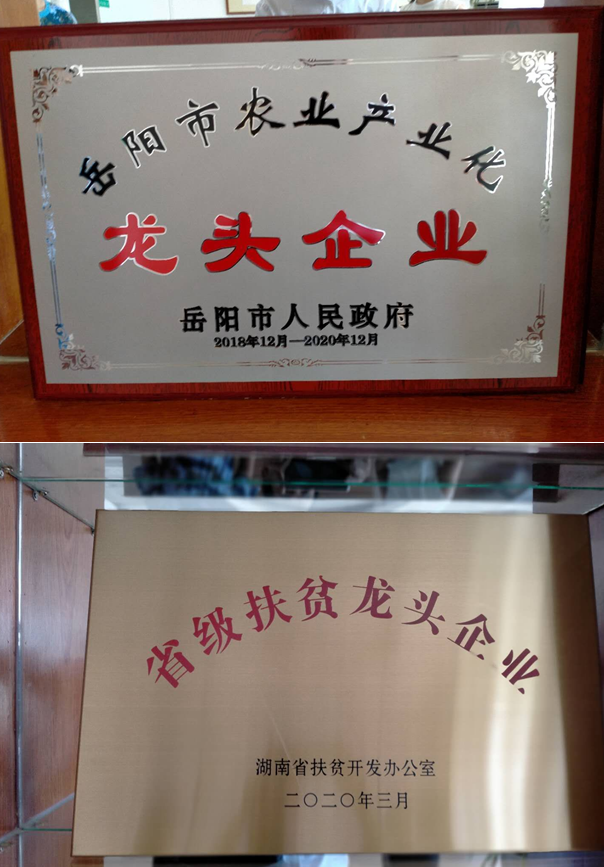 岳阳市农业产业化
龙头企业
岳阳市人民政府
2018年12月—2020年12月
省级扶贫龙头企业
湖南省扶贫开发办公室
二〇二〇年三月